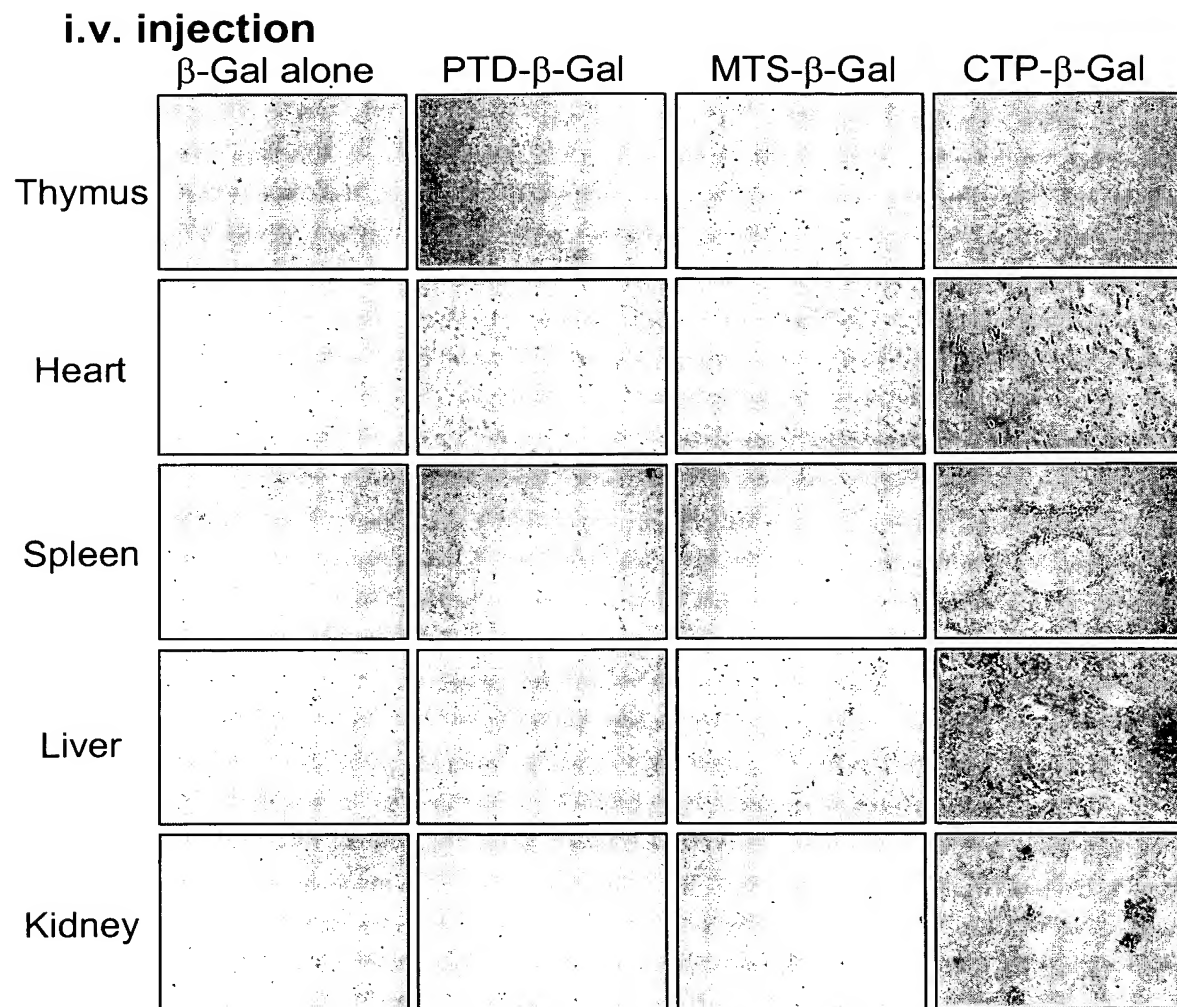 i.v. injection
β-Gal alone PTD-β-Gal MTS-β-Gal CTP-β-Gal
Thymus
Heart
Spleen
Liver
Kidney